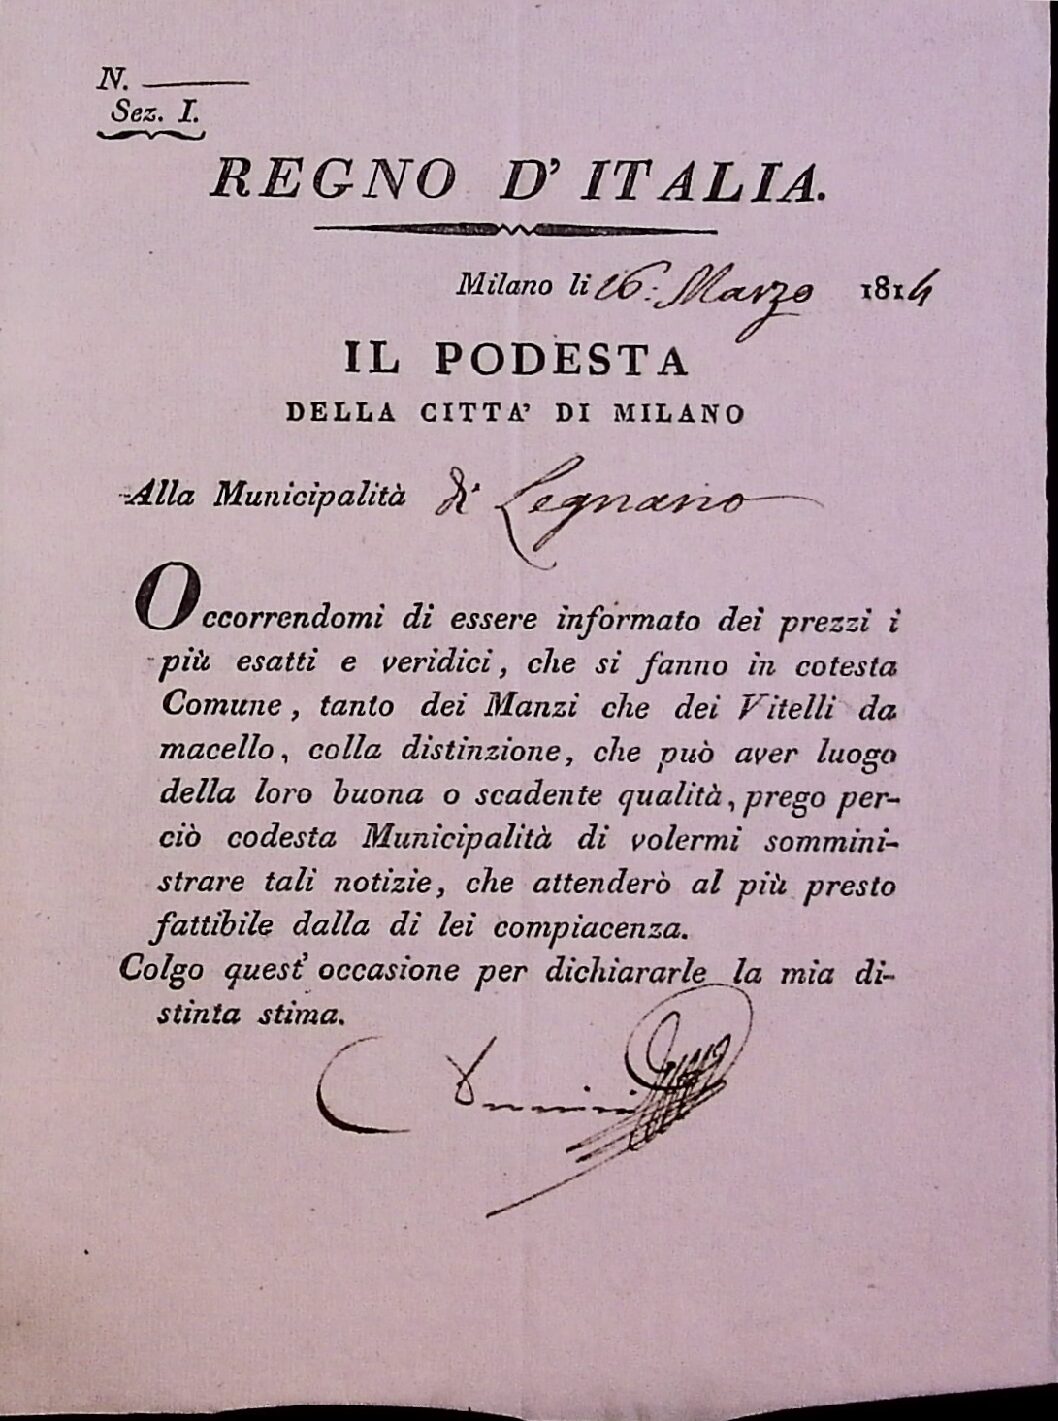 N.
Sez. I.
REGNO D' ITALIA.
Milano li 16: Marzo 1814
IL PODESTA
DELLA CITTA' DI MILANO
Alla Municipalità di Legnano
Occorrendomi di essere informato dei prezzi i
più esatti e veridici, che si fanno in cotesta
Comune, tanto dei Manzi che dei Vitelli da
macello, colla distinzione, che può aver luogo
della loro buona o scadente qualità, prego per-
ciò codesta Municipalità di volermi sommini-
strare tali notizie, che attenderò al più presto
fattibile dalla di lei compiacenza.
Colgo quest' occasione per dichiararle la mia di-
stinta stima.